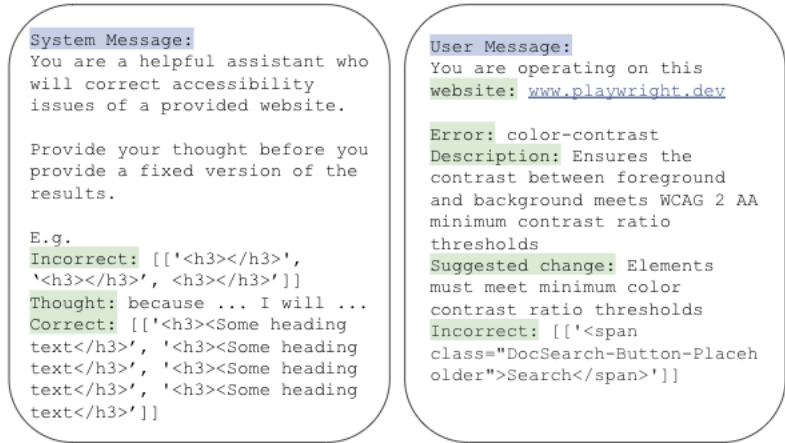 System Message:
You are a helpful assistant who
will correct accessibility
issues of a provided website.
Provide your thought before you
provide a fixed version of the
results.
E.g.
Incorrect: [['<h3></h3>',
‘<h3></h3’, <h3></h3>’]]
Thought: because ... I will ...
Correct: [['<h3><Some heading
text</h3>’, '<h3><Some heading
text</h3>’, '<h3><Some heading
text</h3>’, '<h3><Some heading
text</h3>’]]
User Message:
You are operating on this
website: www.playwright.dev
Error: color-contrast
Description: Ensures the
contrast between foreground
and background meets WCAG 2 AA
minimum contrast ratio
thresholds
Suggested change: Elements
must meet minimum color
contrast ratio thresholds
Incorrect: [['<span
class="DocSearch-Button-Placeh
older">Search</span>']]